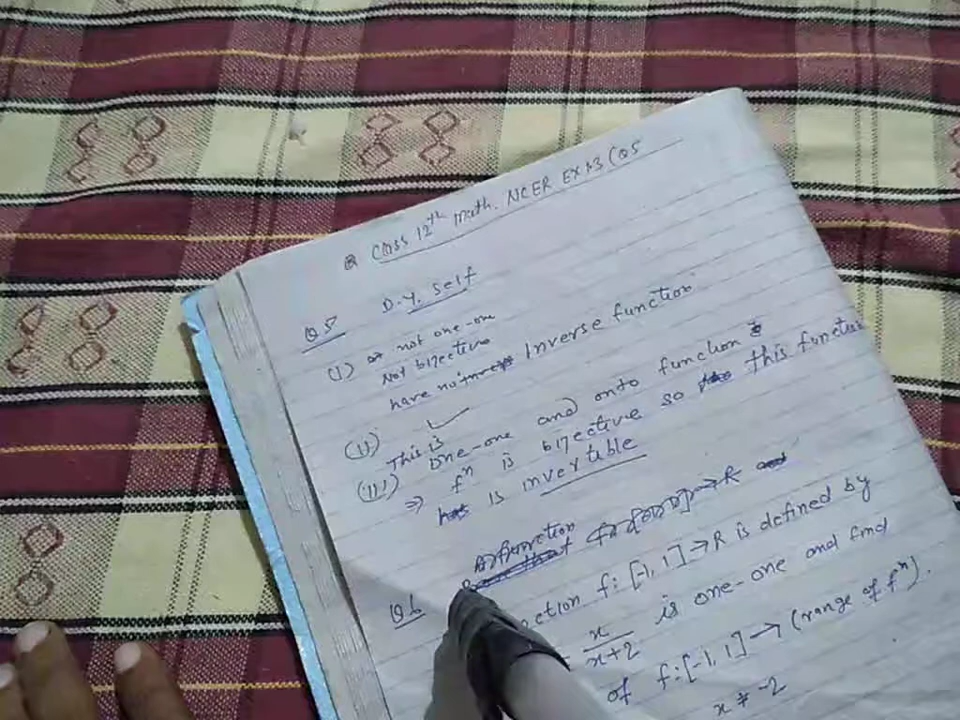 Class 12th Math. NCER EX 1.3 (Q5
Q5 D.Y. Self
(I) not one-one
Not bijective
have no Inverse function
(II) ✓
(III) This is one-one and onto function
⇒ fⁿ is bijective so this function
is invertible
Q6
f: [-1, 1] → R is defined by
x/x+2 is one-one and find
of f: [-1, 1] → (range of fⁿ).
x ≠ -2